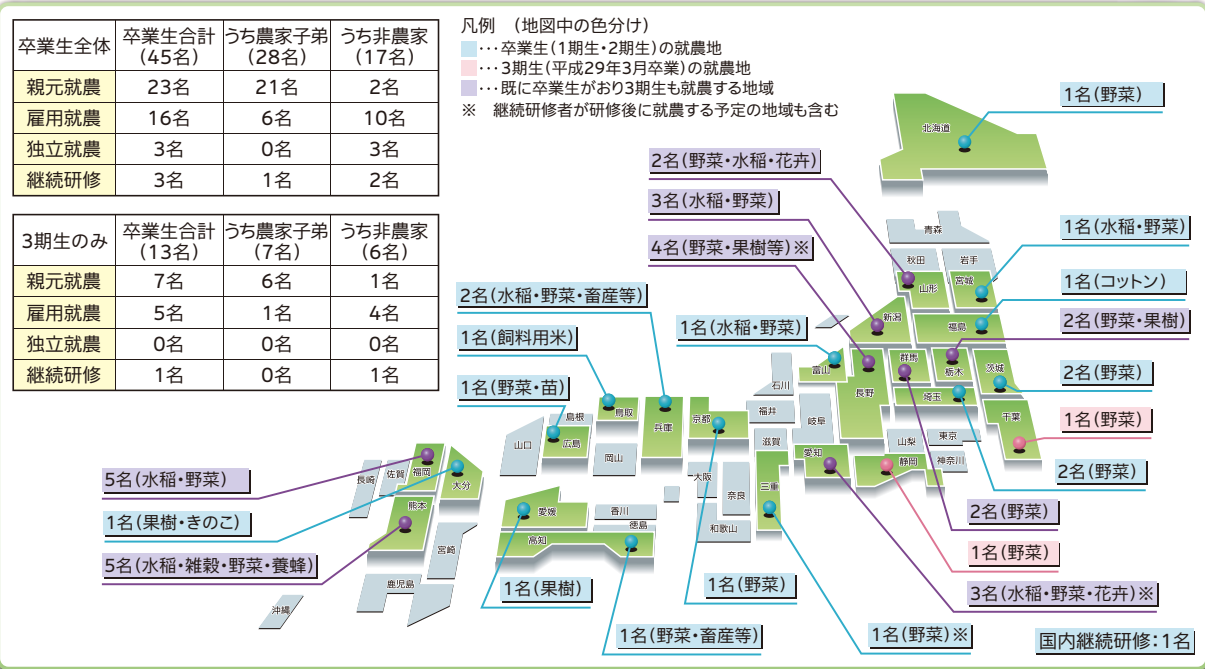 卒業生全体 卒業生合計(45名) うち農家子弟(28名) うち非農家(17名)
親元就農 23名 21名 2名
雇用就農 16名 6名 10名
独立就農 3名 0名 3名
継続研修 3名 1名 2名
3期生のみ 卒業生合計(13名) うち農家子弟(7名) うち非農家(6名)
親元就農 7名 6名 1名
雇用就農 5名 1名 4名
独立就農 0名 0名 0名
継続研修 1名 0名 1名
凡例 (地図中の色分け)
･･･卒業生(1期生・2期生)の就農地
･･･3期生(平成29年3月卒業)の就農地
･･･既に卒業生がおり3期生も就農する地域
※ 継続研修者が研修後に就農する予定の地域も含む
1名(野菜)
北海道
2名(野菜・水稲・花卉)
3名(水稲・野菜)
4名(野菜・果樹等)※
青森
1名(水稲・野菜)
秋田
岩手
山形
宮城
1名(コットン)
2名(水稲・野菜・畜産等)
新潟
福島
2名(野菜・果樹)
1名(飼料用米)
1名(水稲・野菜)
群馬
栃木
茨城
富山
2名(野菜)
1名(野菜・苗)
石川
長野
埼玉
千葉
1名(野菜)
島根
鳥取
兵庫
京都
福井
岐阜
山口
広島
岡山
滋賀
愛知
山梨
東京
静岡
神奈川
2名(野菜)
5名(水稲・野菜)
長崎
佐賀
福岡
大分
大阪
奈良
三重
2名(野菜)
1名(果樹・きのこ)
熊本
愛媛
香川
徳島
和歌山
高知
宮崎
1名(野菜)
5名(水稲・雑穀・野菜・養蜂)
鹿児島
沖縄
1名(果樹)
1名(野菜)
3名(水稲・野菜・花卉)※
1名(野菜・畜産等)
1名(野菜)※
国内継続研修:1名